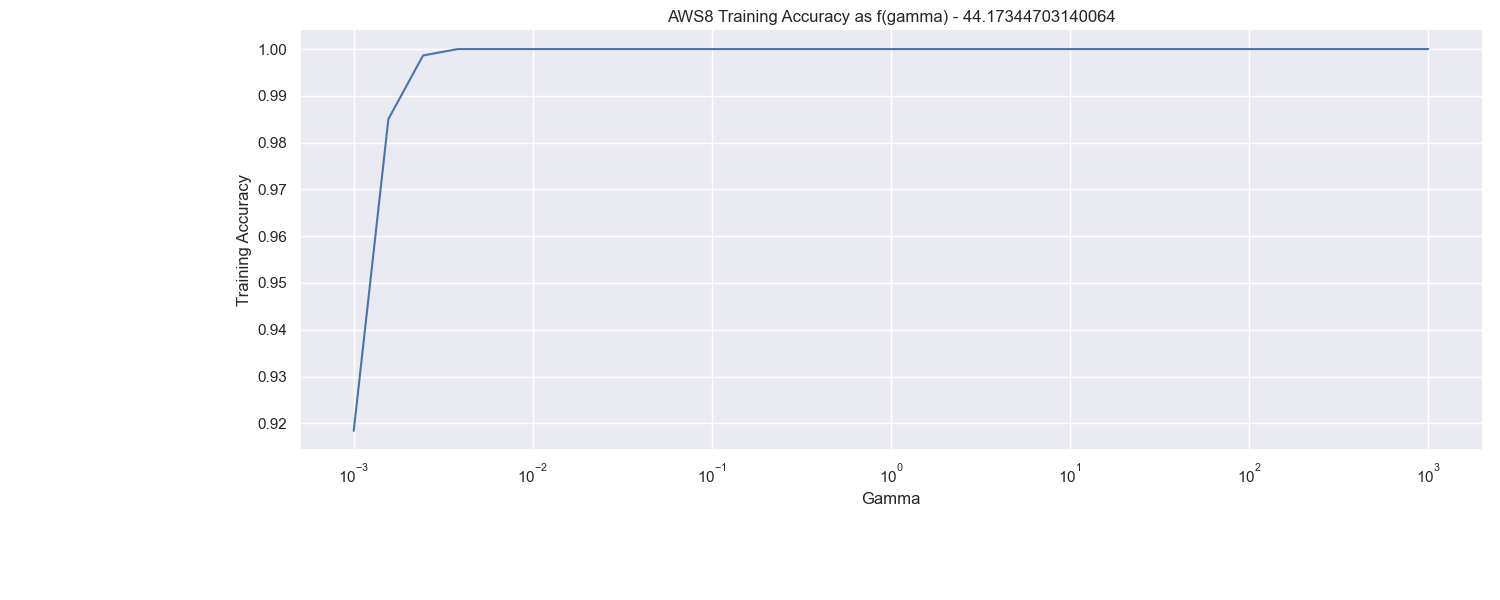 AWS8 Training Accuracy as f(gamma) - 44.17344703140064
1.00
0.99
0.98
0.97
0.96
0.95
0.94
0.93
0.92
Training Accuracy
10⁻³ 10⁻² 10⁻¹ 10⁰ 10¹ 10² 10³
Gamma